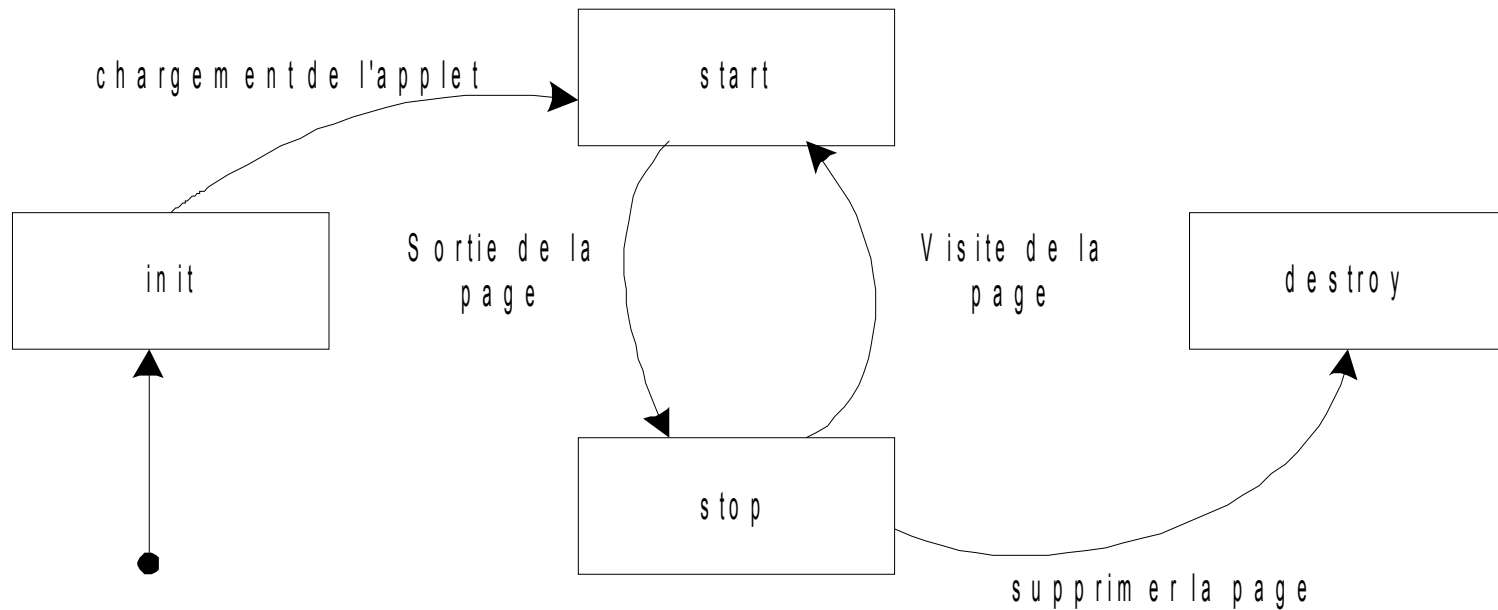 chargement de l'applet
start
init
Sortie de la
page
Visite de la
page
destroy
stop
supprimer la page